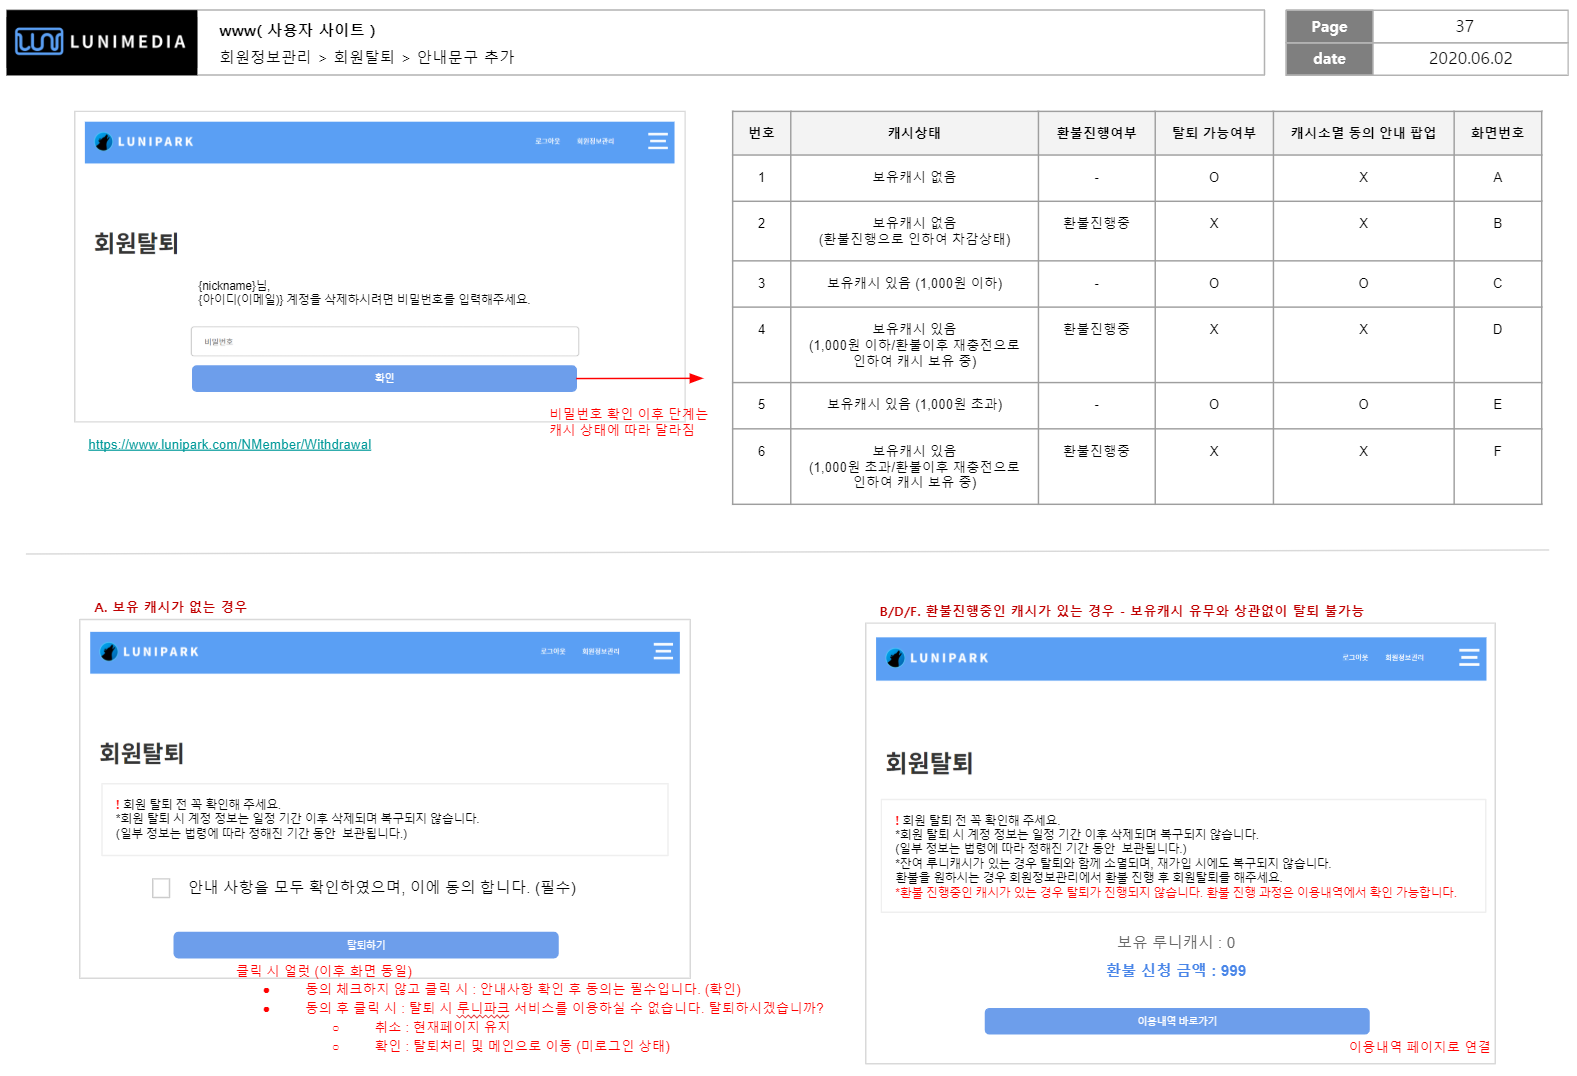 LUNIMEDIA
www( 사용자 사이트 )
회원정보관리 > 회원탈퇴 > 안내문구 추가
Page 37
date 2020.06.02
LUNIPARK 로그아웃 회원정보관리
회원탈퇴
{nickname}님,
{아이디(이메일)} 계정을 삭제하시려면 비밀번호를 입력해주세요.
비밀번호
확인
비밀번호 확인 이후 단계는
캐시 상태에 따라 달라짐
https://www.lunipark.com/NMember/Withdrawal
번호 캐시상태 환불진행여부 탈퇴 가능여부 캐시소멸 동의 안내 팝업 화면번호
1 보유캐시 없음 - O X A
2 보유캐시 없음 환불진행중 X X B
(환불진행으로 인하여 차감상태)
3 보유캐시 있음 (1,000원 이하) - O O C
4 보유캐시 있음 환불진행중 X X D
(1,000원 이하/환불이후 재충전으로
인하여 캐시 보유 중)
5 보유캐시 있음 (1,000원 초과) - O O E
6 보유캐시 있음 환불진행중 X X F
(1,000원 초과/환불이후 재충전으로
인하여 캐시 보유 중)
A. 보유 캐시가 없는 경우
LUNIPARK 로그아웃 회원정보관리
회원탈퇴
! 회원 탈퇴 전 꼭 확인해 주세요.
*회원 탈퇴 시 계정 정보는 일정 기간 이후 삭제되며 복구되지 않습니다.
(일부 정보는 법령에 따라 정해진 기간 동안 보관됩니다.)
안내 사항을 모두 확인하였으며, 이에 동의 합니다. (필수)
탈퇴하기
클릭 시 얼럿 (이후 화면 동일)
● 동의 체크하지 않고 클릭 시 : 안내사항 확인 후 동의는 필수입니다. (확인)
● 동의 후 클릭 시 : 탈퇴 시 루니파크 서비스를 이용하실 수 없습니다. 탈퇴하시겠습니까?
○ 취소 : 현재페이지 유지
○ 확인 : 탈퇴처리 및 메인으로 이동 (미로그인 상태)
B/D/F. 환불진행중인 캐시가 있는 경우 - 보유캐시 유무와 상관없이 탈퇴 불가능
LUNIPARK 로그아웃 회원정보관리
회원탈퇴
! 회원 탈퇴 전 꼭 확인해 주세요.
*회원 탈퇴 시 계정 정보는 일정 기간 이후 삭제되며 복구되지 않습니다.
(일부 정보는 법령에 따라 정해진 기간 동안 보관됩니다.)
*잔여 루니캐시가 있는 경우 탈퇴와 함께 소멸되며, 재가입 시에도 복구되지 않습니다.
환불을 원하시는 경우 회원정보관리에서 환불 진행 후 회원탈퇴를 해주세요.
*환불 진행중인 캐시가 있는 경우 탈퇴가 진행되지 않습니다. 환불 진행 과정은 이용내역에서 확인 가능합니다.
보유 루니캐시 : 0
환불 신청 금액 : 999
이용내역 바로가기
이용내역 페이지로 연결